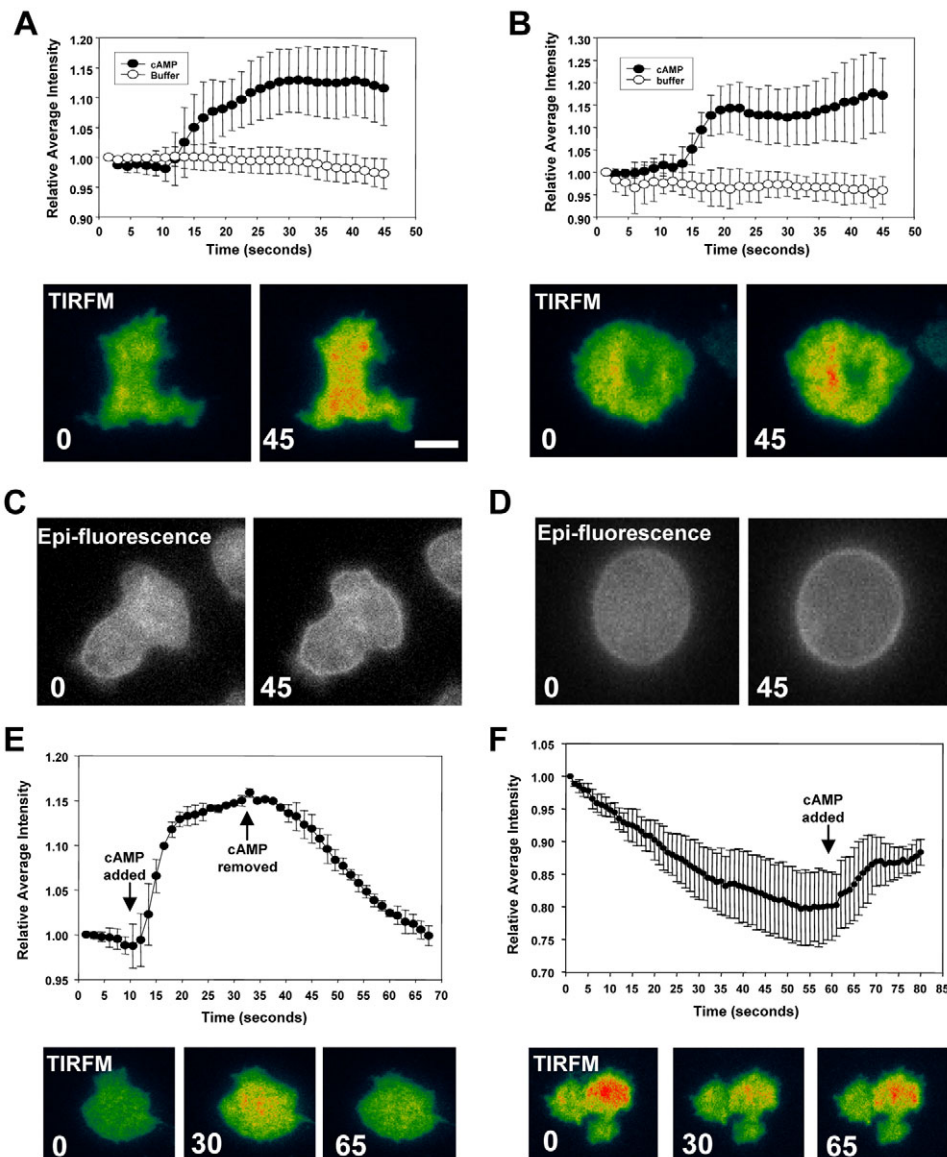 A
Relative Average Intensity
1.20
1.15
1.10
1.05
1.00
0.95
0.90
cAMP
Buffer
0 5 10 15 20 25 30 35 40 45 50
Time (seconds)
TIRFM
0
45
B
Relative Average Intensity
1.30
1.25
1.20
1.15
1.10
1.05
1.00
0.95
0.90
cAMP
buffer
0 5 10 15 20 25 30 35 40 45 50
Time (seconds)
TIRFM
0
45
C
Epi-fluorescence
0
45
D
Epi-fluorescence
0
45
E
Relative Average Intensity
1.20
1.15
1.10
1.05
1.00
0.95
cAMP
added
cAMP
removed
0 5 10 15 20 25 30 35 40 45 50 55 60 65 70
Time (seconds)
TIRFM
0
30
65
F
Relative Average Intensity
1.05
1.00
0.95
0.90
0.85
0.80
0.75
0.70
cAMP
added
0 5 10 15 20 25 30 35 40 45 50 55 60 65 70 75 80 85
Time (seconds)
TIRFM
0
30
65